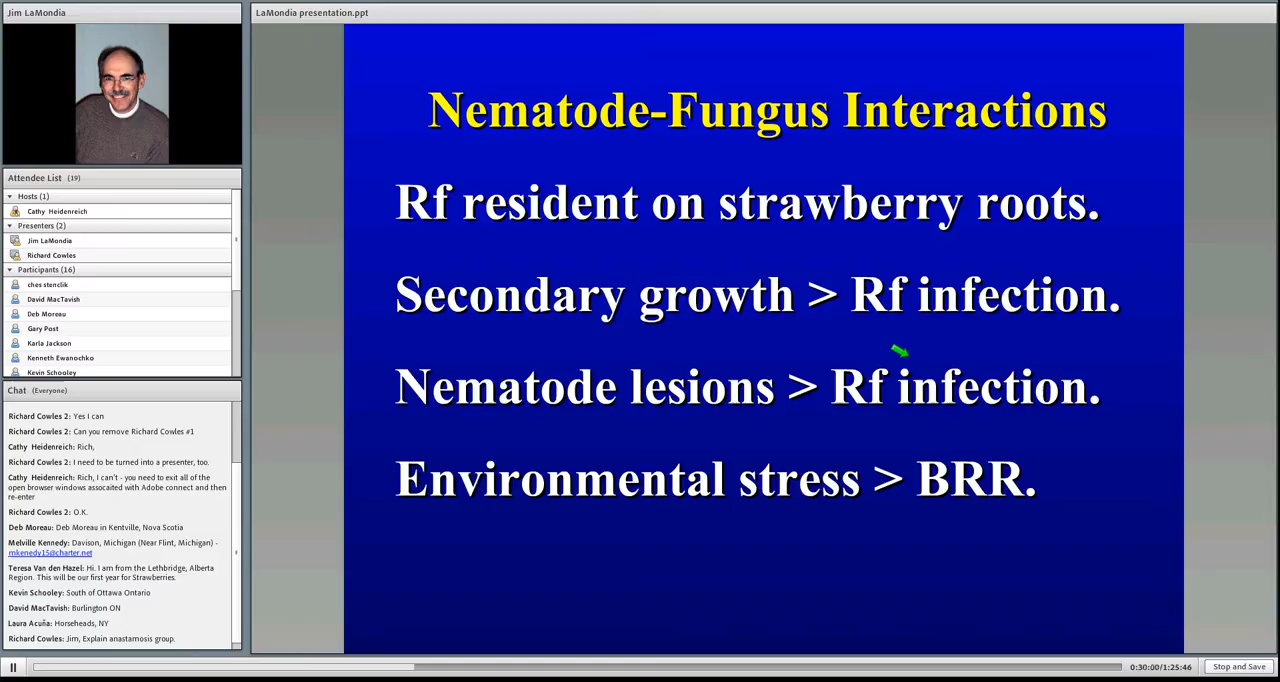 Jim LaMondia
LaMondia presentation.ppt
Attendee List (19)
Hosts (1)
Cathy Heidenreich
Presenters (2)
Jim LaMondia
Richard Cowles
Participants (16)
ches stenclik
David MacTavish
Deb Moreau
Gary Post
Karla Jackson
Kenneth Ewanochko
Kevin Schooley
Chat (Everyone)
Richard Cowles 2: Yes I can
Richard Cowles 2: Can you remove Richard Cowles #1
Cathy Heidenreich: Rich,
Richard Cowles 2: I need to be turned into a presenter, too.
Cathy Heidenreich: Rich, I can't - you need to exit all of the
open browser windows assocaited with Adobe connect and then
re-enter
Richard Cowles 2: O.K.
Deb Moreau: Deb Moreau in Kentville, Nova Scotia
Melville Kennedy: Davison, Michigan (Near Flint, Michigan) -
mkenedy15@charter.net
Teresa Van den Hazel: Hi. I am from the Lethbridge, Alberta
Region. This will be our first year for Strawberries.
Kevin Schooley: South of Ottawa Ontario
David MacTavish: Burlington ON
Laura Acuña: Horseheads, NY
Richard Cowles: Jim, Explain anastamosis group.
Nematode-Fungus Interactions
Rf resident on strawberry roots.
Secondary growth > Rf infection.
Nematode lesions > Rf infection.
Environmental stress > BRR.
0:30:00/1:25:46
Stop and Save